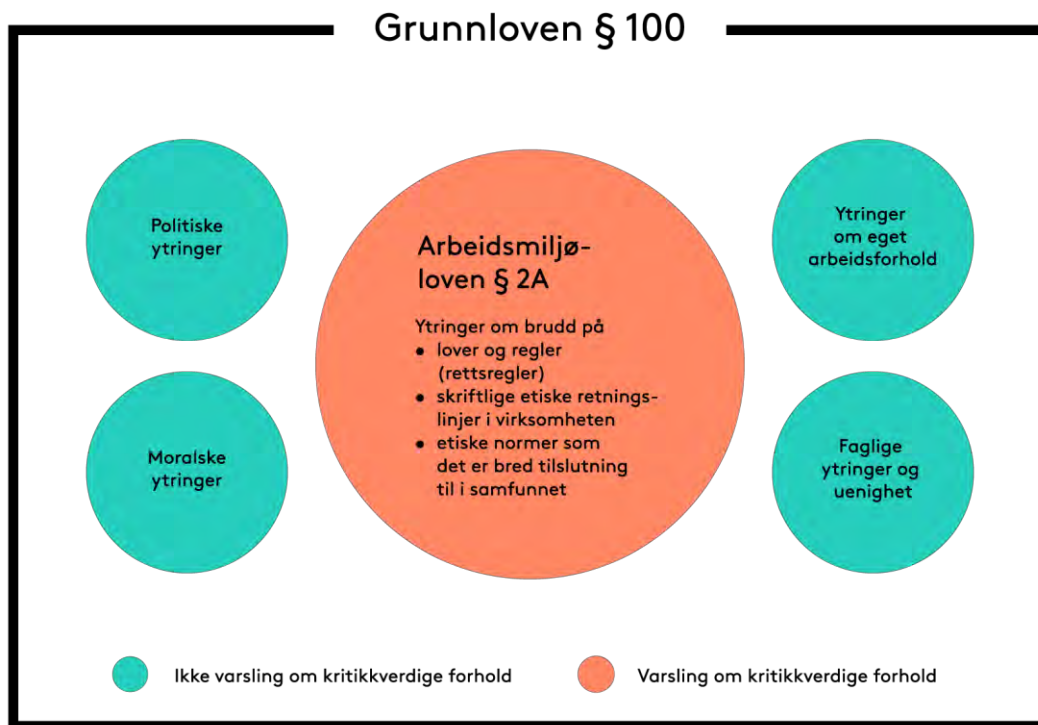 Grunnloven § 100
Politiske
ytringer
Moralske
ytringer
Arbeidsmiljø-
loven § 2A
Ytringer om brudd på
• lover og regler
(rettsregler)
• skriftlige etiske retnings-
linjer i virksomheten
• etiske normer som
det er bred tilslutning
til i samfunnet
Ytringer
om eget
arbeidsforhold
Faglige
ytringer og
uenighet
Ikke varsling om kritikkverdige forhold
Varsling om kritikkverdige forhold